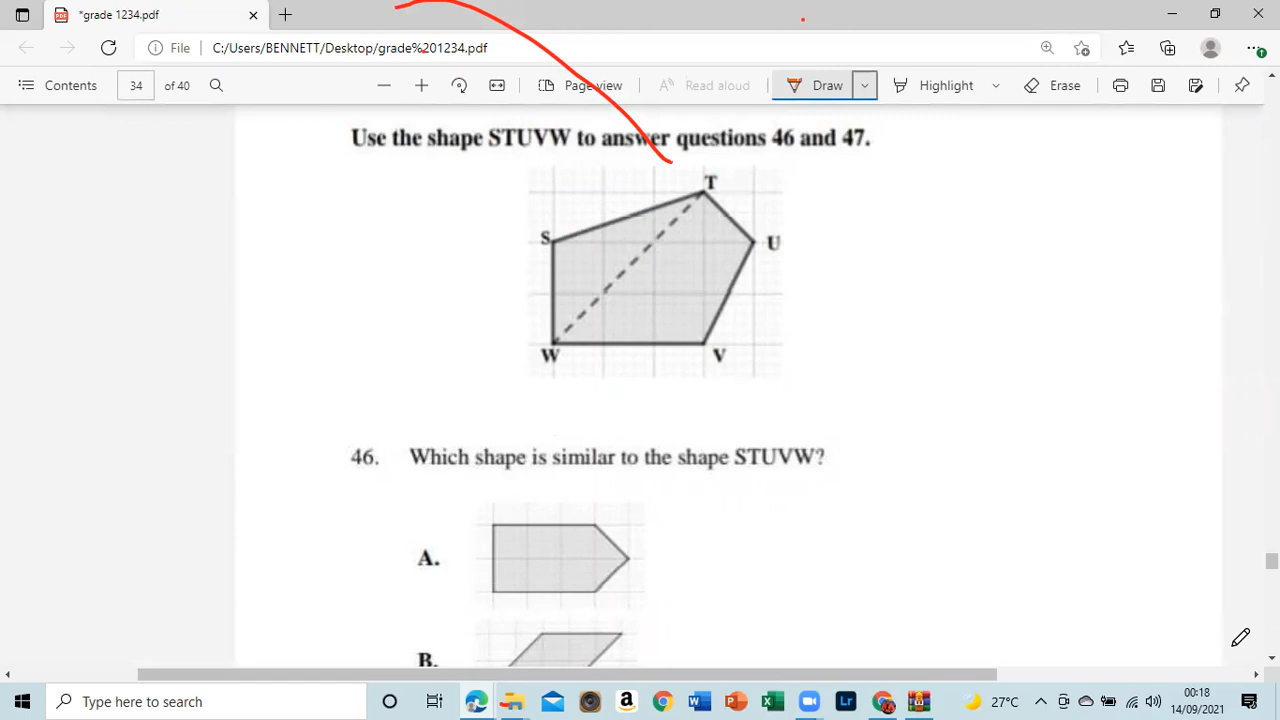 *grade 1234.pdf
File C:/Users/BENNETT/Desktop/grade%201234.pdf
Contents 34 of 40 Page view Read aloud Draw Highlight Erase
Use the shape STUVW to answer questions 46 and 47.
T
S U
W V
46. Which shape is similar to the shape STUVW?
A.
B.
Type here to search
27°C
00:18
14/09/2021